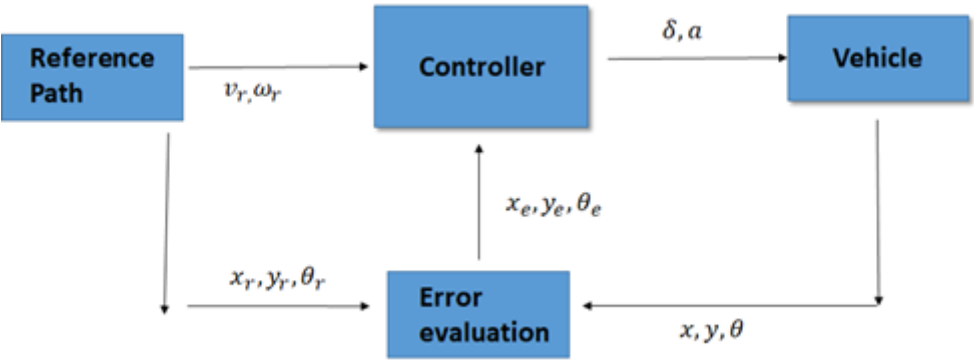 Reference
Path
v_r,ω_r
Controller
δ,a
Vehicle
x_e,y_e,θ_e
x_r,y_r,θ_r
Error
evaluation
x,y,θ